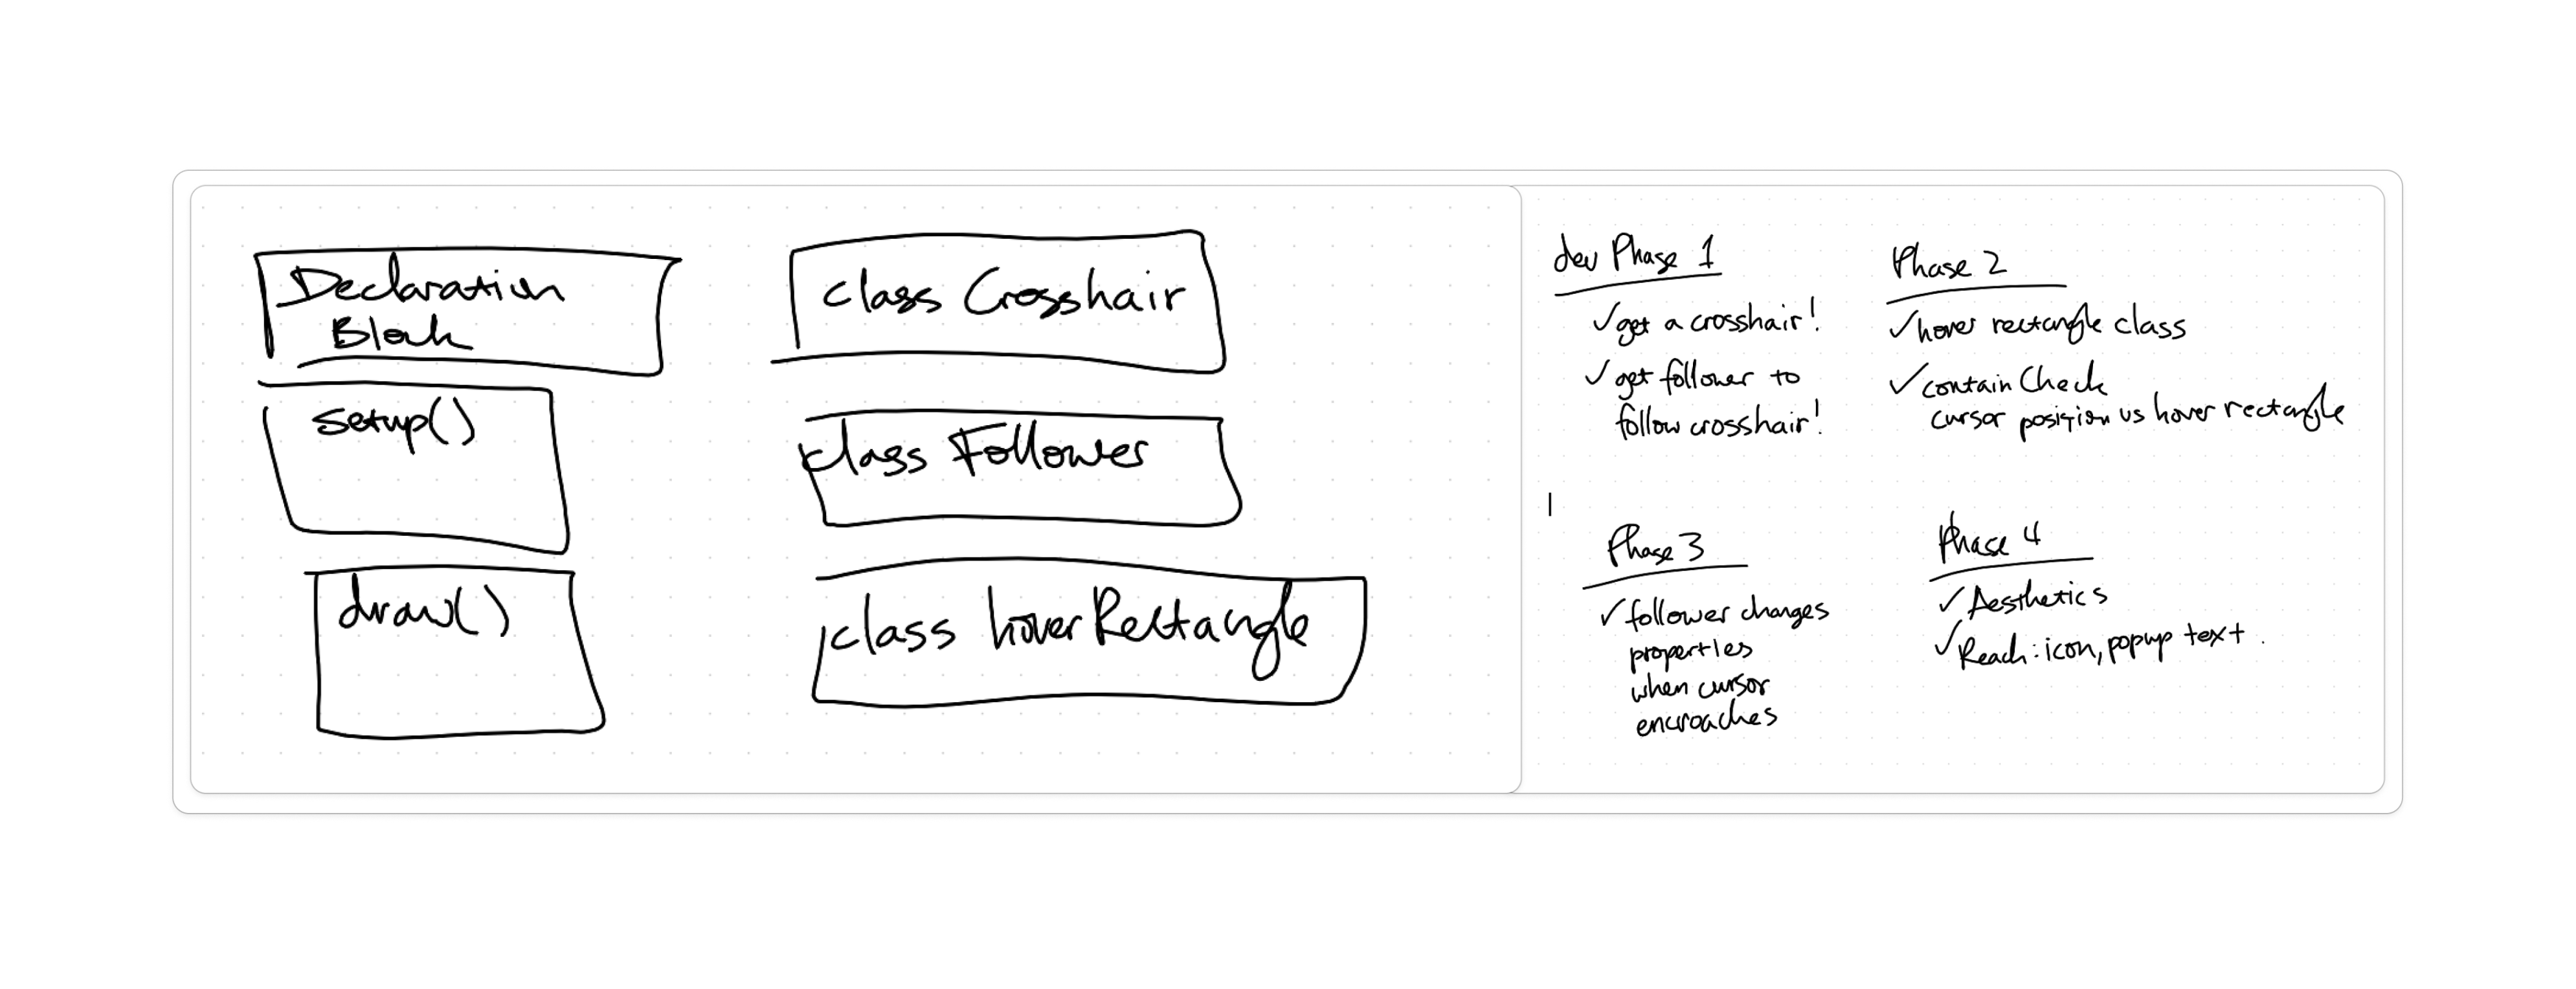 Declaration
Block
setup()
draw()
class Crosshair
class Follower
class hoverRectangle
dev Phase 1
✓get a crosshair!
✓get follower to
follow crosshair!
Phase 2
✓hover rectangle class
✓contain Check
cursor position vs hover rectangle
Phase 3
✓follower changes
properties
when cursor
encroaches
Phase 4
✓Aesthetics
✓Reach: icon, popup text.